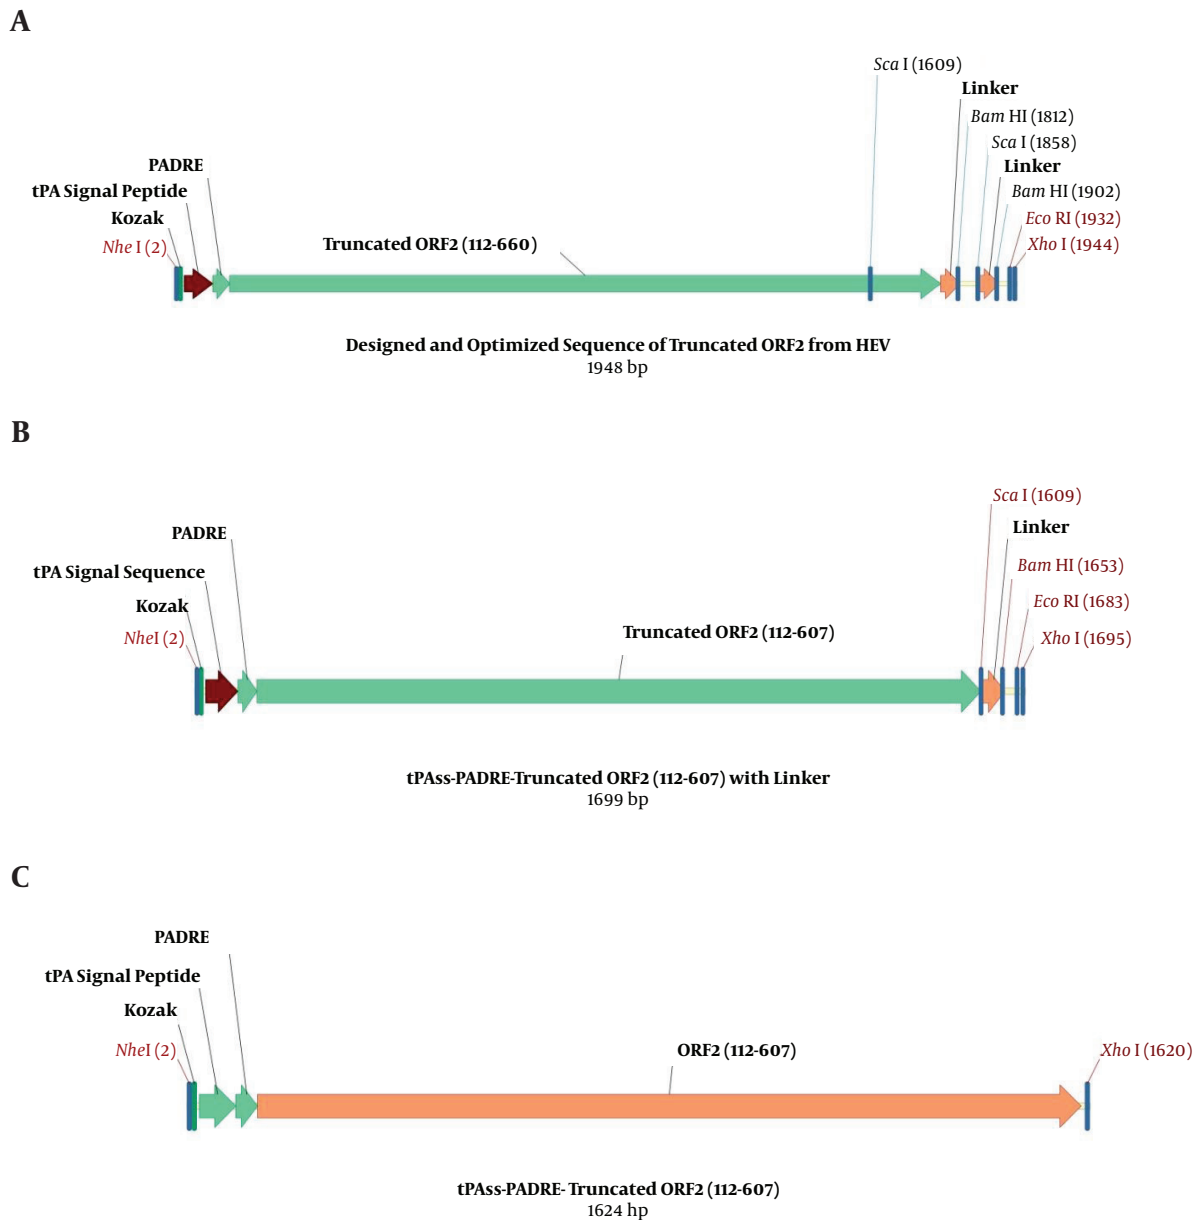 A
Sca I (1609)
Linker
Bam HI (1812)
Sca I (1858)
Linker
Bam HI (1902)
Eco RI (1932)
Xho I (1944)
PADRE
tPA Signal Peptide
Kozak
Nhe I (2)
Truncated ORF2 (112-660)
Designed and Optimized Sequence of Truncated ORF2 from HEV
1948 bp
B
Sca I (1609)
Linker
Bam HI (1653)
Eco RI (1683)
Xho I (1695)
PADRE
tPA Signal Sequence
Kozak
NheI (2)
Truncated ORF2 (112-607)
tPAss-PADRE-Truncated ORF2 (112-607) with Linker
1699 bp
C
PADRE
tPA Signal Peptide
Kozak
NheI (2)
ORF2 (112-607)
Xho I (1620)
tPAss-PADRE- Truncated ORF2 (112-607)
1624 hp